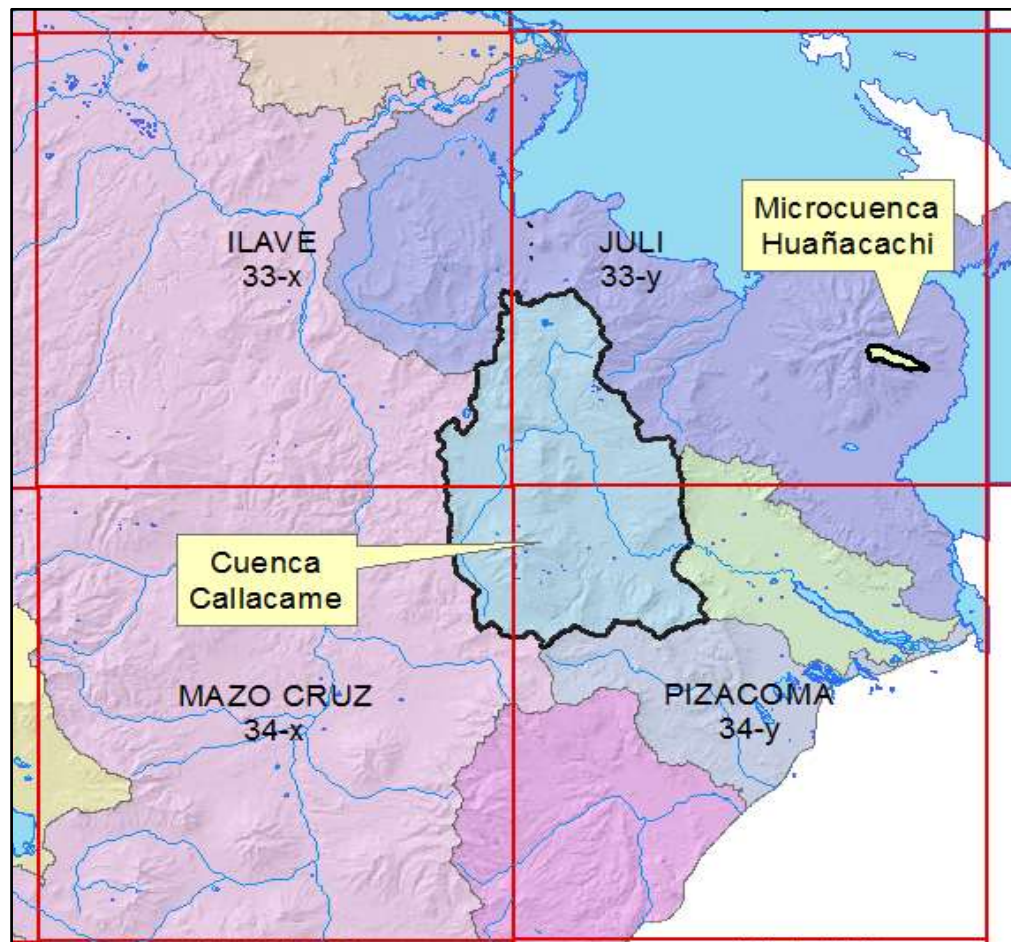 Microcuenca
Huañacachi
ILAVE
33-x
JULI
33-y
Cuenca
Callacame
MAZO CRUZ
34-x
PIZACOMA
34-y